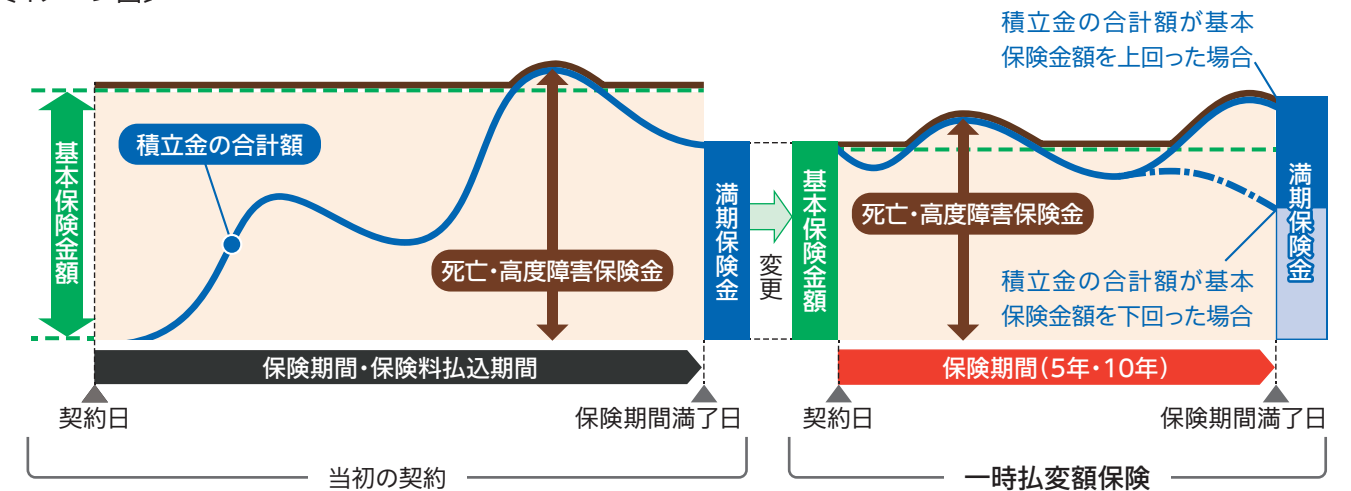 積立金の合計額が基本
保険金額を上回った場合
基本保険金額
積立金の合計額
死亡・高度障害保険金
満期保険金
変更
基本保険金額
死亡・高度障害保険金
満期保険金
積立金の合計額が基本
保険金額を下回った場合
保険期間・保険料払込期間
保険期間(5年・10年)
契約日
保険期間満了日
契約日
保険期間満了日
当初の契約
一時払変額保険